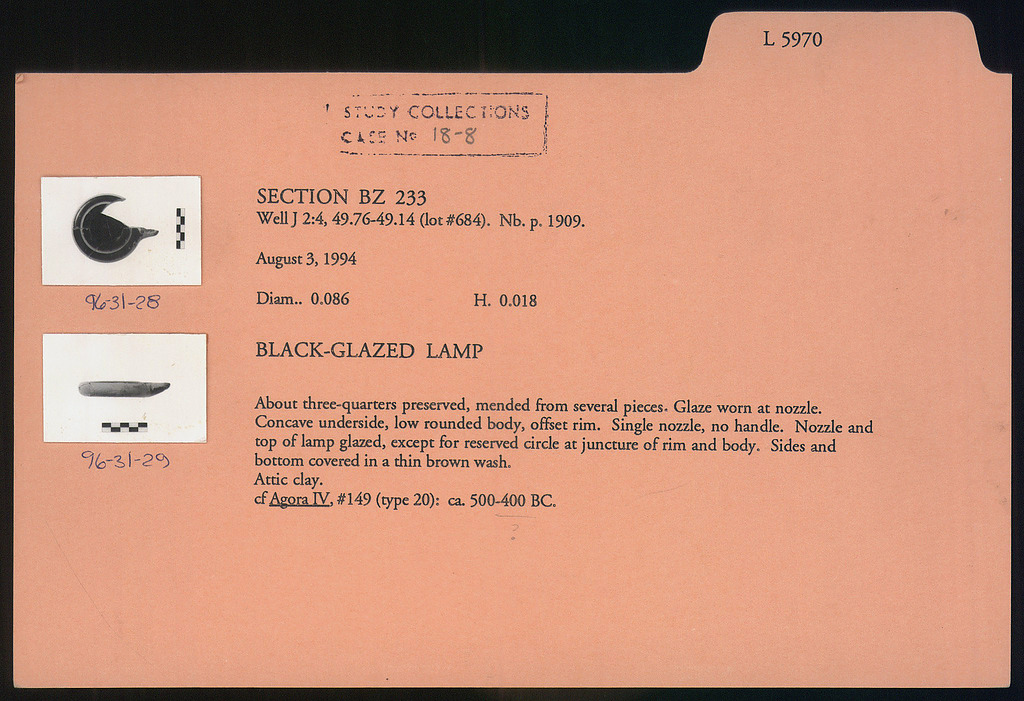 L 5970
STUDY COLLECTIONS
CASE No 18-8
SECTION BZ 233
Well J 2:4, 49.76-49.14 (lot #684). Nb. p. 1909.
August 3, 1994
96-31-28
Diam.. 0.086 H. 0.018
BLACK-GLAZED LAMP
About three-quarters preserved, mended from several pieces. Glaze worn at nozzle.
Concave underside, low rounded body, offset rim. Single nozzle, no handle. Nozzle and
top of lamp glazed, except for reserved circle at juncture of rim and body. Sides and
bottom covered in a thin brown wash.
Attic clay.
cf Agora IV, #149 (type 20): ca. 500-400 BC.
?
96-31-29